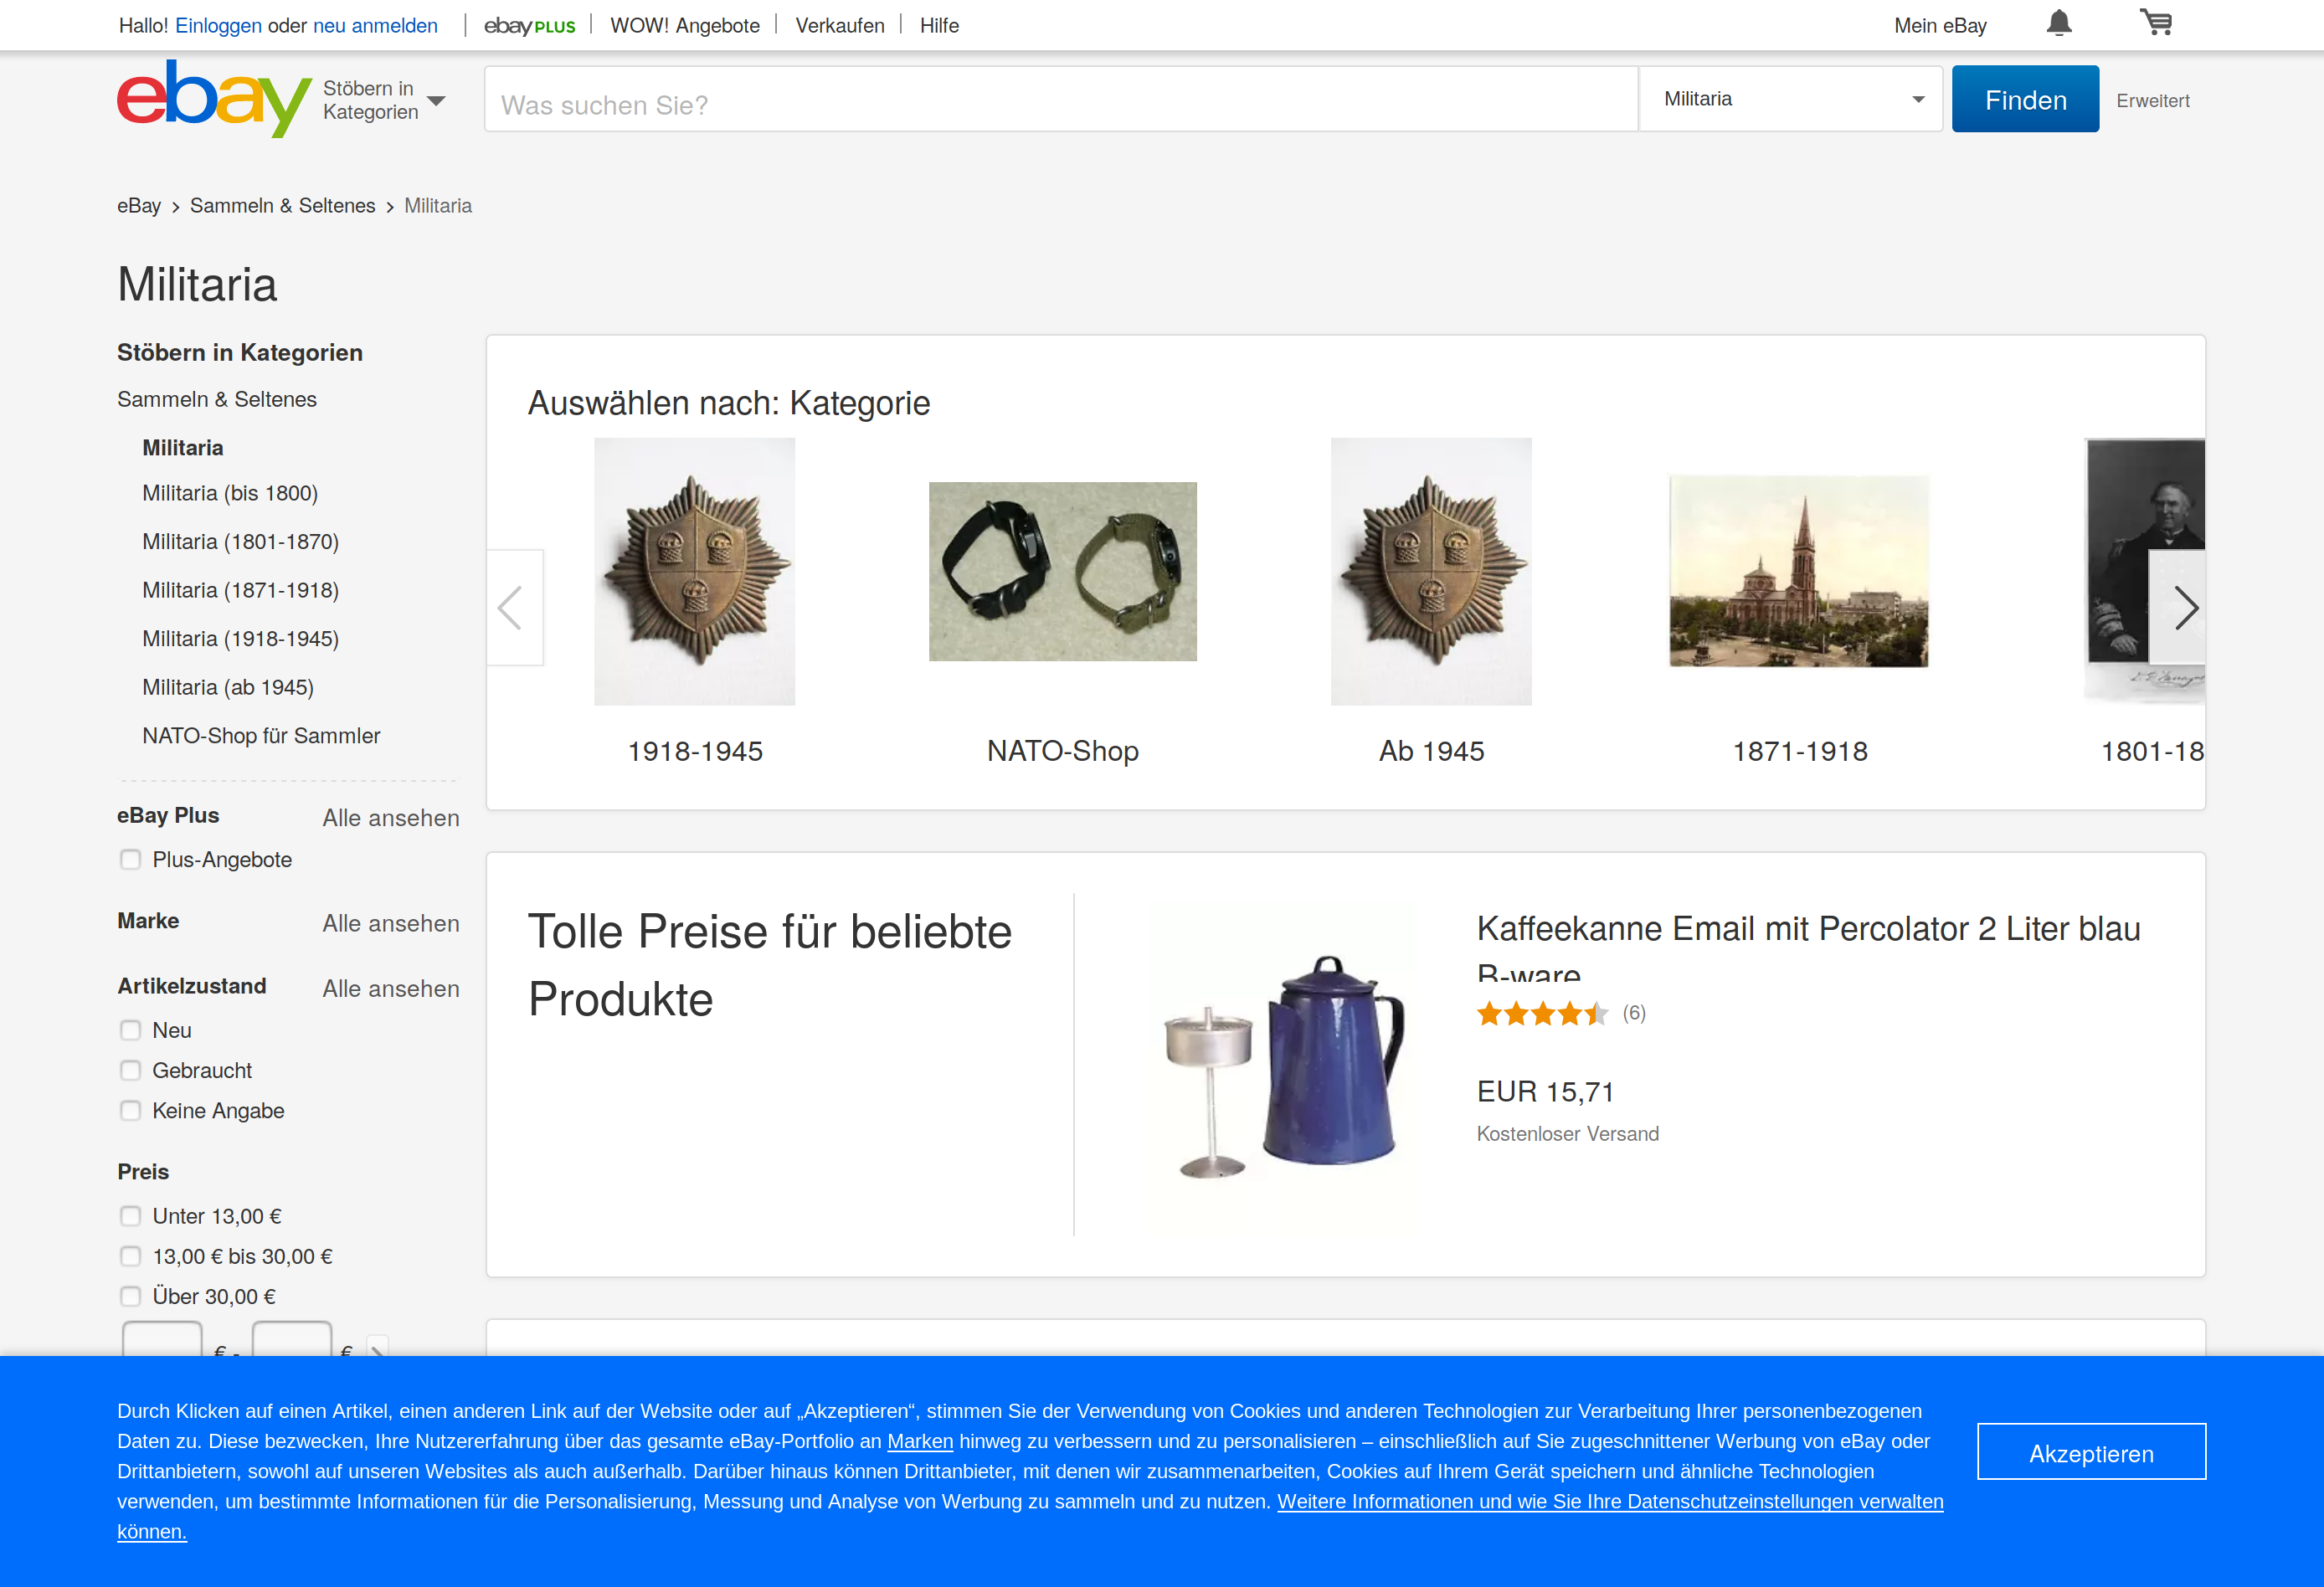 Hallo! Einloggen oder neu anmelden
ebay PLUS
WOW! Angebote
Verkaufen
Hilfe
Mein eBay
ebay
Stöbern in
Kategorien
Was suchen Sie?
Militaria
Finden
Erweitert
eBay > Sammeln & Seltenes > Militaria
Militaria
Stöbern in Kategorien
Sammeln & Seltenes
Militaria
Militaria (bis 1800)
Militaria (1801-1870)
Militaria (1871-1918)
Militaria (1918-1945)
Militaria (ab 1945)
NATO-Shop für Sammler
eBay Plus
Alle ansehen
Plus-Angebote
Marke
Alle ansehen
Artikelzustand
Alle ansehen
Neu
Gebraucht
Keine Angabe
Preis
Unter 13,00 €
13,00 € bis 30,00 €
Über 30,00 €
€ - €
Auswählen nach: Kategorie
1918-1945
NATO-Shop
Ab 1945
1871-1918
1801-18
Tolle Preise für beliebte
Produkte
Kaffeekanne Email mit Percolator 2 Liter blau
B-ware
(6)
EUR 15,71
Kostenloser Versand
Durch Klicken auf einen Artikel, einen anderen Link auf der Website oder auf „Akzeptieren“, stimmen Sie der Verwendung von Cookies und anderen Technologien zur Verarbeitung Ihrer personenbezogenen
Daten zu. Diese bezwecken, Ihre Nutzererfahrung über das gesamte eBay-Portfolio an Marken hinweg zu verbessern und zu personalisieren – einschließlich auf Sie zugeschnittener Werbung von eBay oder
Drittanbietern, sowohl auf unseren Websites als auch außerhalb. Darüber hinaus können Drittanbieter, mit denen wir zusammenarbeiten, Cookies auf Ihrem Gerät speichern und ähnliche Technologien
verwenden, um bestimmte Informationen für die Personalisierung, Messung und Analyse von Werbung zu sammeln und zu nutzen. Weitere Informationen und wie Sie Ihre Datenschutzeinstellungen verwalten
können.
Akzeptieren